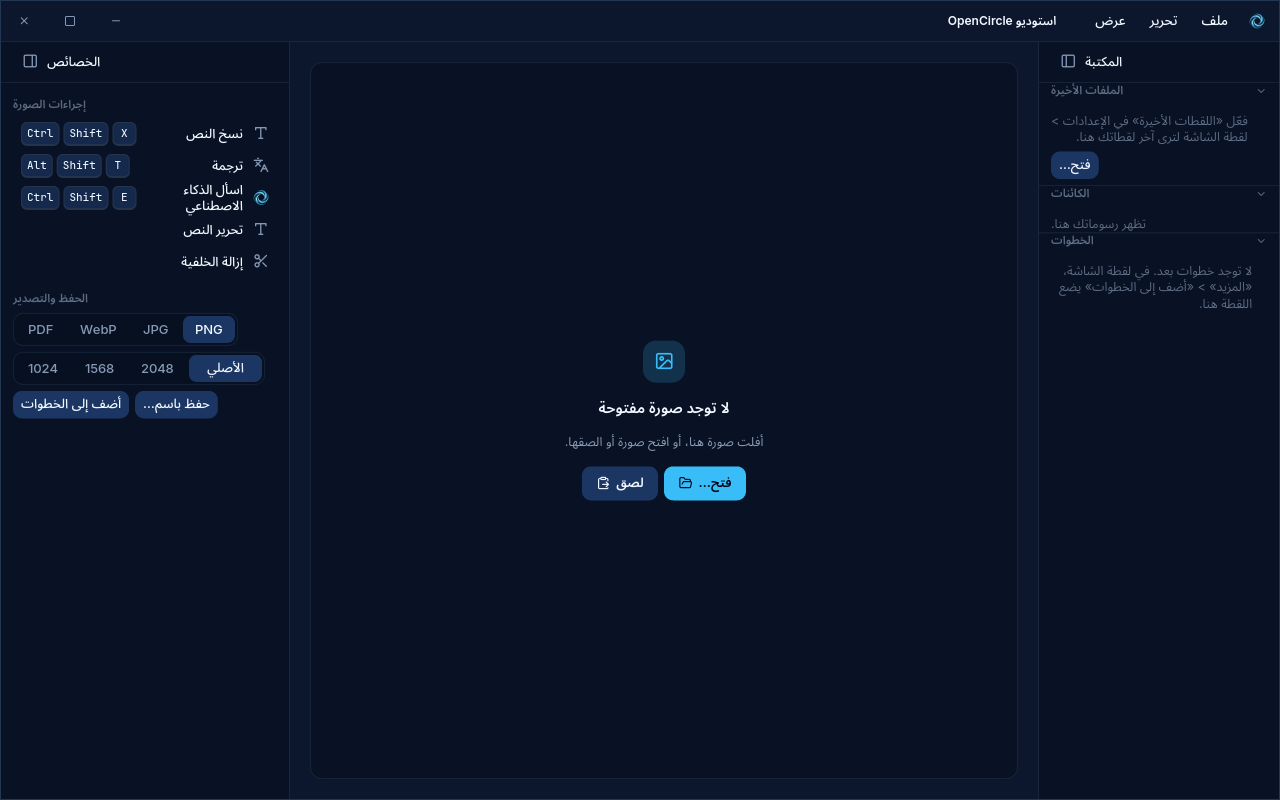 ملف تحرير عرض استوديو OpenCircle
المكتبة
الملفات الأخيرة
فعّل «اللقطات الأخيرة» في الإعدادات >
لقطة الشاشة لترى آخر لقطاتك هنا.
فتح...
الكائنات
تظهر رسوماتك هنا.
الخطوات
لا توجد خطوات بعد. في لقطة الشاشة،
«المزيد» > «أضف إلى الخطوات» يضع
اللقطة هنا.
لا توجد صورة مفتوحة
أفلت صورة هنا، أو افتح صورة أو الصقها.
فتح... لصق
الخصائص
إجراءات الصورة
نسخ النص Ctrl Shift X
ترجمة Alt Shift T
اسأل الذكاء
الاصطناعي Ctrl Shift E
تحرير النص
إزالة الخلفية
الحفظ والتصدير
PNG JPG WebP PDF
الأصلي 2048 1568 1024
حفظ باسم... أضف إلى الخطوات